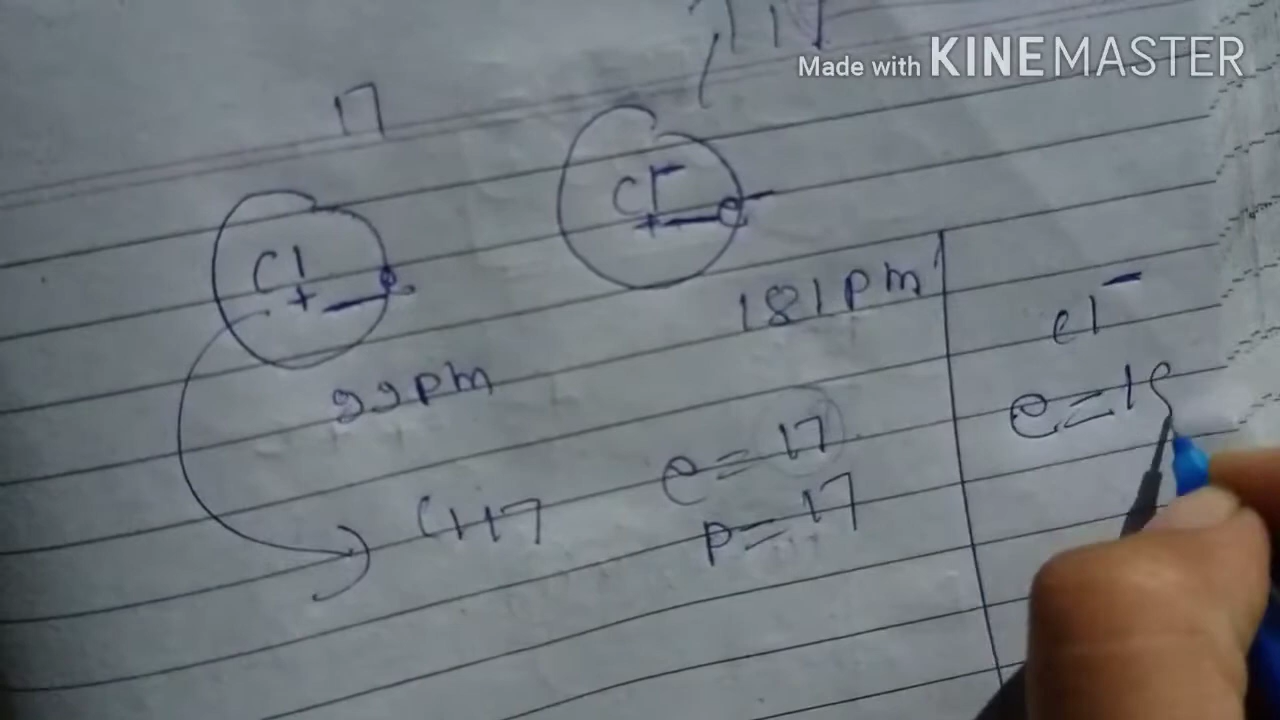 Made with KINEMASTER
17
Cl⁻
+ — e⁻
Cl
+ —
181pm
99pm
Cl⁻
e=17
e=18
Cl17
p=17